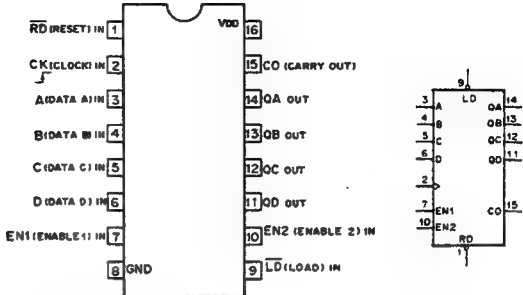 R̅D̅ (RESET) IN 1
VDD 16
CK (CLOCK) IN 2
15 CO (CARRY OUT)
A (DATA A) IN 3
14 QA OUT
B (DATA B) IN 4
13 QB OUT
C (DATA C) IN 5
12 QC OUT
D (DATA D) IN 6
11 QD OUT
EN1 (ENABLE 1) IN 7
10 EN2 (ENABLE 2) IN
8 GND
9 L̅D̅ (LOAD) IN
9
LD
3 A QA 14
4 B QB 13
5 C QC 12
6 D QD 11
2
7 EN1 CO 15
10 EN2
RD
1